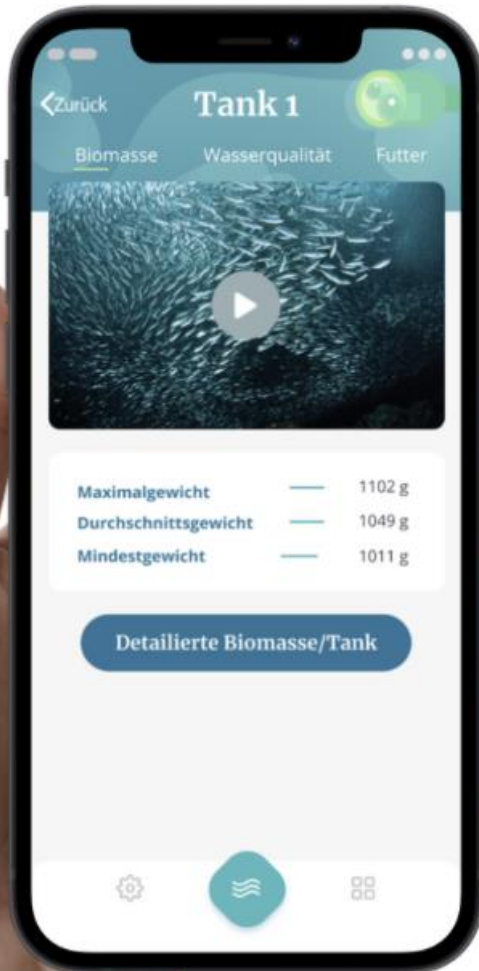 Zurück
Tank 1
Biomasse Wasserqualität Futter
Maximalgewicht 1102 g
Durchschnittsgewicht 1049 g
Mindestgewicht 1011 g
Detailierte Biomasse/Tank